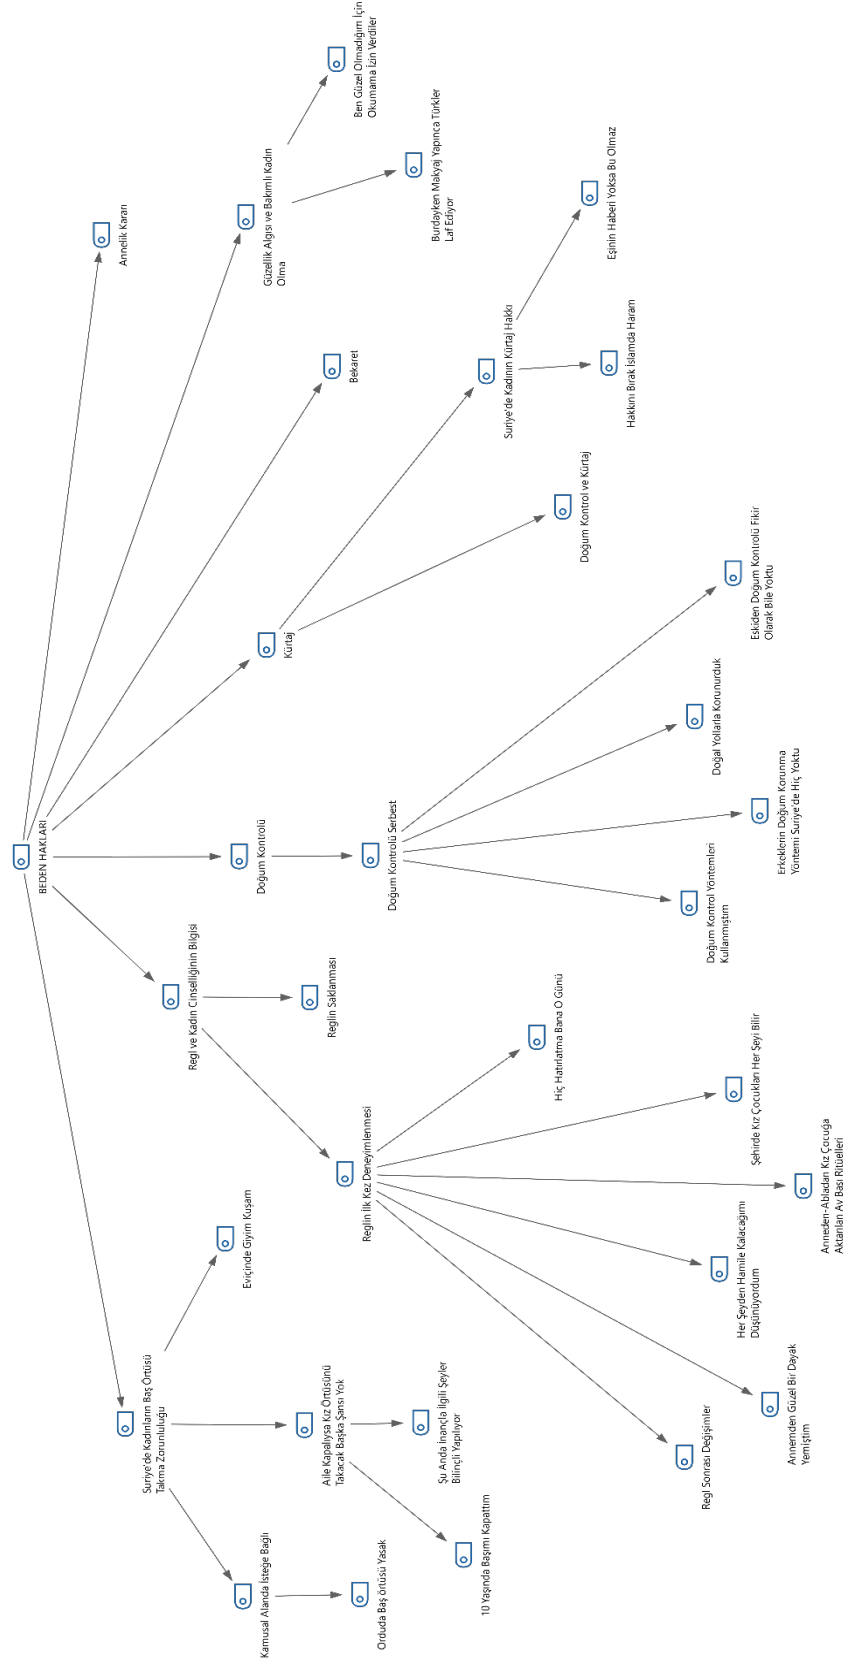 BEDEN HAKLARI
Suriye'de Kadınların Baş Örtüsü
Takma Zorunluluğu
Kamusal Alanda İsteğe Bağlı
Orduda Baş örtüsü Yasak
Aile Kapalıysa Kız Örtüsünü
Takacak Başka Şansı Yok
10 Yaşında Başımı Kapattım
Şu Anda İnançla İlgili Şeyler
Bilinçli Yapılıyor
Eviçinde Giyim Kuşam
Regl ve Kadın Cinselliğinin Bilgisi
Reglin İlk Kez Deneyimlenmesi
Regl Sonrası Değişimler
Annemden Güzel Bir Dayak
Yemiştim
Her Şeyden Hamile Kalacağımı
Düşünüyordum
Anneden-Abladan Kız Çocuğa
Aktarılan Ay Başı Ritüelleri
Şehirde Kız Çocukları Her Şeyi Bilir
Hiç Hatırlatma Bana O Günü
Reglin Saklanması
Doğum Kontrolü
Doğum Kontrolü Serbest
Doğum Kontrol Yöntemleri
Kullanmıştım
Erkeklerin Doğum Korunma
Yöntemi Suriye'de Hiç Yoktu
Doğal Yollarla Korunurduk
Eskiden Doğum Kontrolü Fikir
Olarak Bile Yoktu
Kürtaj
Doğum Kontrol ve Kürtaj
Suriye'de Kadının Kürtaj Hakkı
Hakkını Bırak İslamda Haram
Eşinin Haberi Yoksa Bu Olmaz
Bekaret
Güzellik Algısı ve Bakımlı Kadın
Olma
Burdayken Makyaj Yapınca Türkler
Laf Ediyor
Ben Güzel Olmadığım İçin
Okumama İzin Verdiler
Annelik Kararı